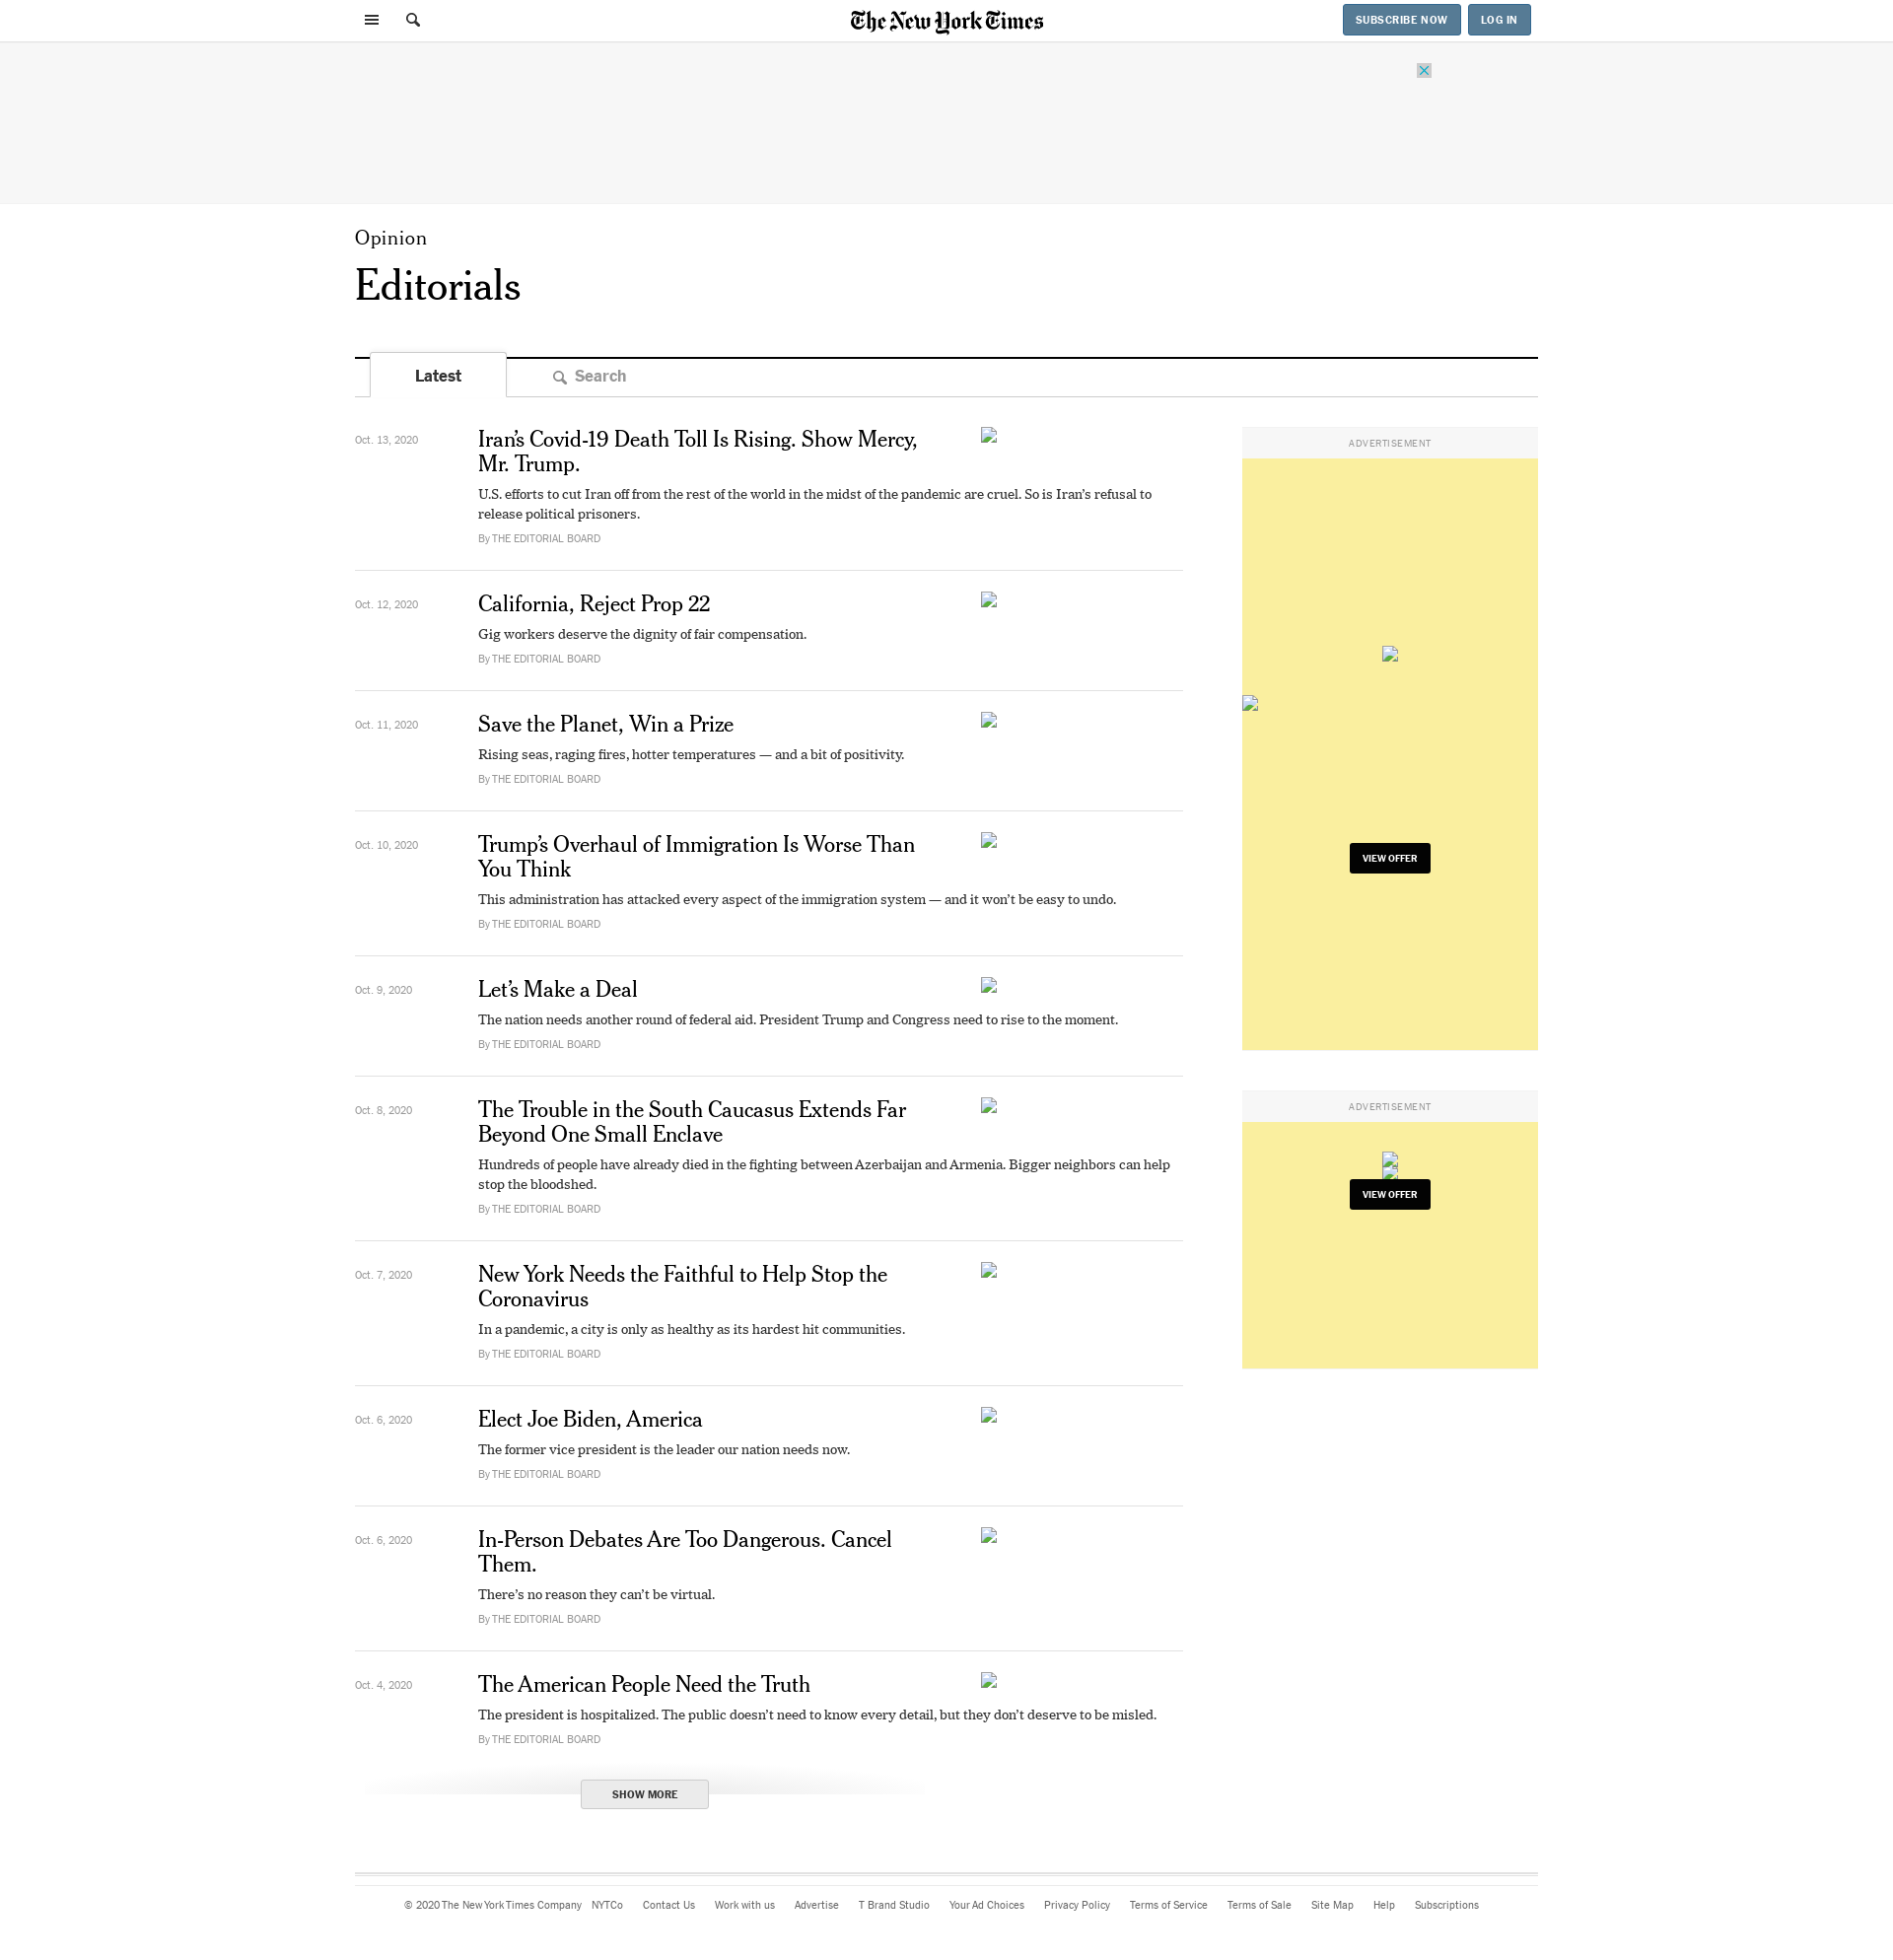 The New York Times
SUBSCRIBE NOW
LOG IN
Opinion
Editorials
Latest
Search
Oct. 13, 2020
Iran’s Covid-19 Death Toll Is Rising. Show Mercy,
Mr. Trump.
U.S. efforts to cut Iran off from the rest of the world in the midst of the pandemic are cruel. So is Iran’s refusal to
release political prisoners.
By THE EDITORIAL BOARD
Oct. 12, 2020
California, Reject Prop 22
Gig workers deserve the dignity of fair compensation.
By THE EDITORIAL BOARD
Oct. 11, 2020
Save the Planet, Win a Prize
Rising seas, raging fires, hotter temperatures — and a bit of positivity.
By THE EDITORIAL BOARD
Oct. 10, 2020
Trump’s Overhaul of Immigration Is Worse Than
You Think
This administration has attacked every aspect of the immigration system — and it won’t be easy to undo.
By THE EDITORIAL BOARD
Oct. 9, 2020
Let’s Make a Deal
The nation needs another round of federal aid. President Trump and Congress need to rise to the moment.
By THE EDITORIAL BOARD
Oct. 8, 2020
The Trouble in the South Caucasus Extends Far
Beyond One Small Enclave
Hundreds of people have already died in the fighting between Azerbaijan and Armenia. Bigger neighbors can help
stop the bloodshed.
By THE EDITORIAL BOARD
Oct. 7, 2020
New York Needs the Faithful to Help Stop the
Coronavirus
In a pandemic, a city is only as healthy as its hardest hit communities.
By THE EDITORIAL BOARD
Oct. 6, 2020
Elect Joe Biden, America
The former vice president is the leader our nation needs now.
By THE EDITORIAL BOARD
Oct. 6, 2020
In-Person Debates Are Too Dangerous. Cancel
Them.
There’s no reason they can’t be virtual.
By THE EDITORIAL BOARD
Oct. 4, 2020
The American People Need the Truth
The president is hospitalized. The public doesn’t need to know every detail, but they don’t deserve to be misled.
By THE EDITORIAL BOARD
SHOW MORE
ADVERTISEMENT
VIEW OFFER
ADVERTISEMENT
VIEW OFFER
© 2020 The New York Times Company NYTCo Contact Us Work with us Advertise T Brand Studio Your Ad Choices Privacy Policy Terms of Service Terms of Sale Site Map Help Subscriptions